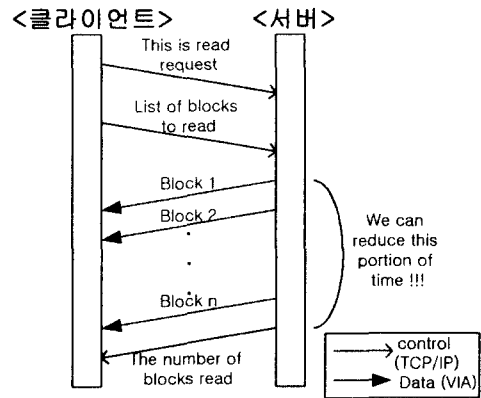 <클라이언트> <서버>
This is read
request
List of blocks
to read
Block 1
Block 2
Block n
We can
reduce this
portion of
time !!!
The number of
blocks read
control
(TCP/IP)
Data (VIA)